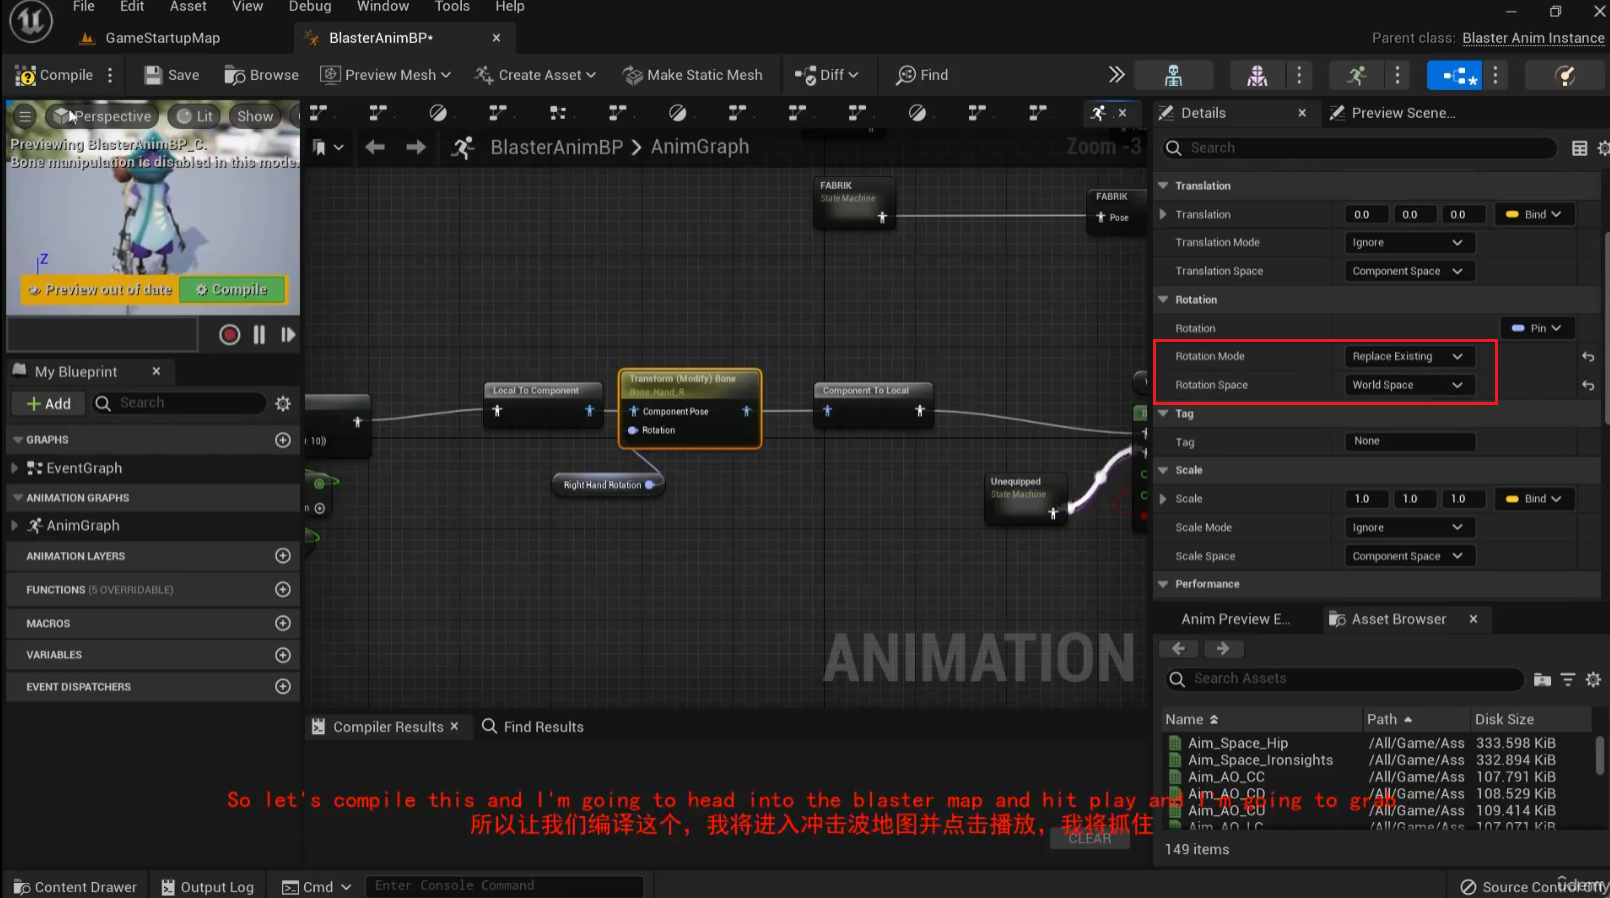 File Edit Asset View Debug Window Tools Help
GameStartupMap
BlasterAnimBP*
Parent class: Blaster Anim Instance
Compile
Save
Browse
Preview Mesh
Create Asset
Make Static Mesh
Diff
Find
Perspective
Lit
Show
Previewing BlasterAnimBP_C.
Bone manipulation is disabled in this mode.
Z
Preview out of date
Compile
My Blueprint
Add
Search
GRAPHS
EventGraph
ANIMATION GRAPHS
AnimGraph
ANIMATION LAYERS
FUNCTIONS (5 OVERRIDABLE)
MACROS
VARIABLES
EVENT DISPATCHERS
BlasterAnimBP > AnimGraph
Zoom -3
FABRIK
State Machine
FABRIK
Pose
Local To Component
Transform (Modify) Bone
Bone: Hand_R
Component Pose
Rotation
Component To Local
: 10))
Right Hand Rotation
Unequipped
State Machine
ANIMATION
Compiler Results
Find Results
CLEAR
Details
Preview Scene...
Search
Translation
Translation 0.0 0.0 0.0 Bind
Translation Mode Ignore
Translation Space Component Space
Rotation
Rotation Pin
Rotation Mode Replace Existing
Rotation Space World Space
Tag
Tag None
Scale
Scale 1.0 1.0 1.0 Bind
Scale Mode Ignore
Scale Space Component Space
Performance
Anim Preview E...
Asset Browser
Search Assets
Name Path Disk Size
Aim_Space_Hip /All/Game/Ass 333.598 KiB
Aim_Space_Ironsights /All/Game/Ass 332.894 KiB
Aim_AO_CC /All/Game/Ass 107.791 KiB
Aim_AO_CD /All/Game/Ass 108.529 KiB
Aim_AO_CU /All/Game/Ass 109.414 KiB
Aim_AO_LC /All/Game/Ass 107.071 KiB
149 items
So let's compile this and I'm going to head into the blaster map and hit play and I'm going to grab
所以让我们编译这个，我将进入冲击波地图并点击播放，我将抓住
Content Drawer
Output Log
Cmd
Enter Console Command
Source Control Off
ûdemy